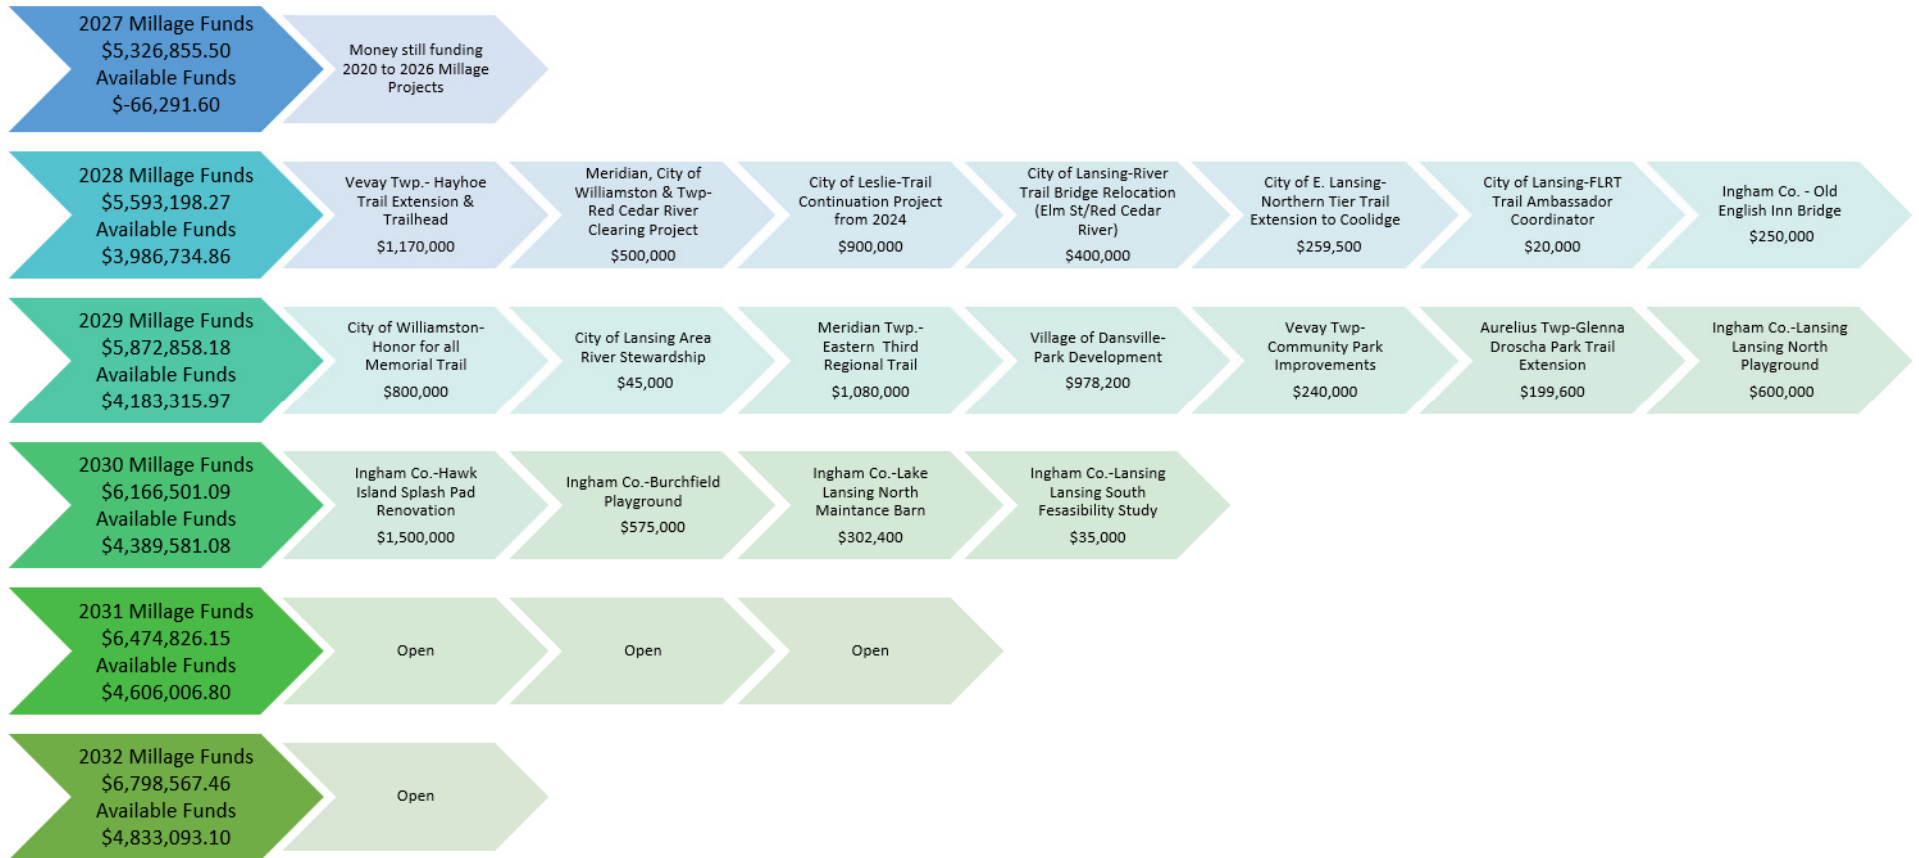 2027 Millage Funds
$5,326,855.50
Available Funds
$-66,291.60
Money still funding
2020 to 2026 Millage
Projects
2028 Millage Funds
$5,593,198.27
Available Funds
$3,986,734.86
Vevay Twp.- Hayhoe
Trail Extension &
Trailhead
$1,170,000
Meridian, City of
Williamston & Twp-
Red Cedar River
Clearing Project
$500,000
City of Leslie-Trail
Continuation Project
from 2024
$900,000
City of Lansing-River
Trail Bridge Relocation
(Elm St/Red Cedar
River)
$400,000
City of E. Lansing-
Northern Tier Trail
Extension to Coolidge
$259,500
City of Lansing-FLRT
Trail Ambassador
Coordinator
$20,000
Ingham Co. - Old
English Inn Bridge
$250,000
2029 Millage Funds
$5,872,858.18
Available Funds
$4,183,315.97
City of Williamston-
Honor for all
Memorial Trail
$800,000
City of Lansing Area
River Stewardship
$45,000
Meridian Twp.-
Eastern Third
Regional Trail
$1,080,000
Village of Dansville-
Park Development
$978,200
Vevay Twp-
Community Park
Improvements
$240,000
Aurelius Twp-Glenna
Droscha Park Trail
Extension
$199,600
Ingham Co.-Lansing
Lansing North
Playground
$600,000
2030 Millage Funds
$6,166,501.09
Available Funds
$4,389,581.08
Ingham Co.-Hawk
Island Splash Pad
Renovation
$1,500,000
Ingham Co.-Burchfield
Playground
$575,000
Ingham Co.-Lake
Lansing North
Maintance Barn
$302,400
Ingham Co.-Lansing
Lansing South
Fesasibility Study
$35,000
2031 Millage Funds
$6,474,826.15
Available Funds
$4,606,006.80
Open
Open
Open
2032 Millage Funds
$6,798,567.46
Available Funds
$4,833,093.10
Open